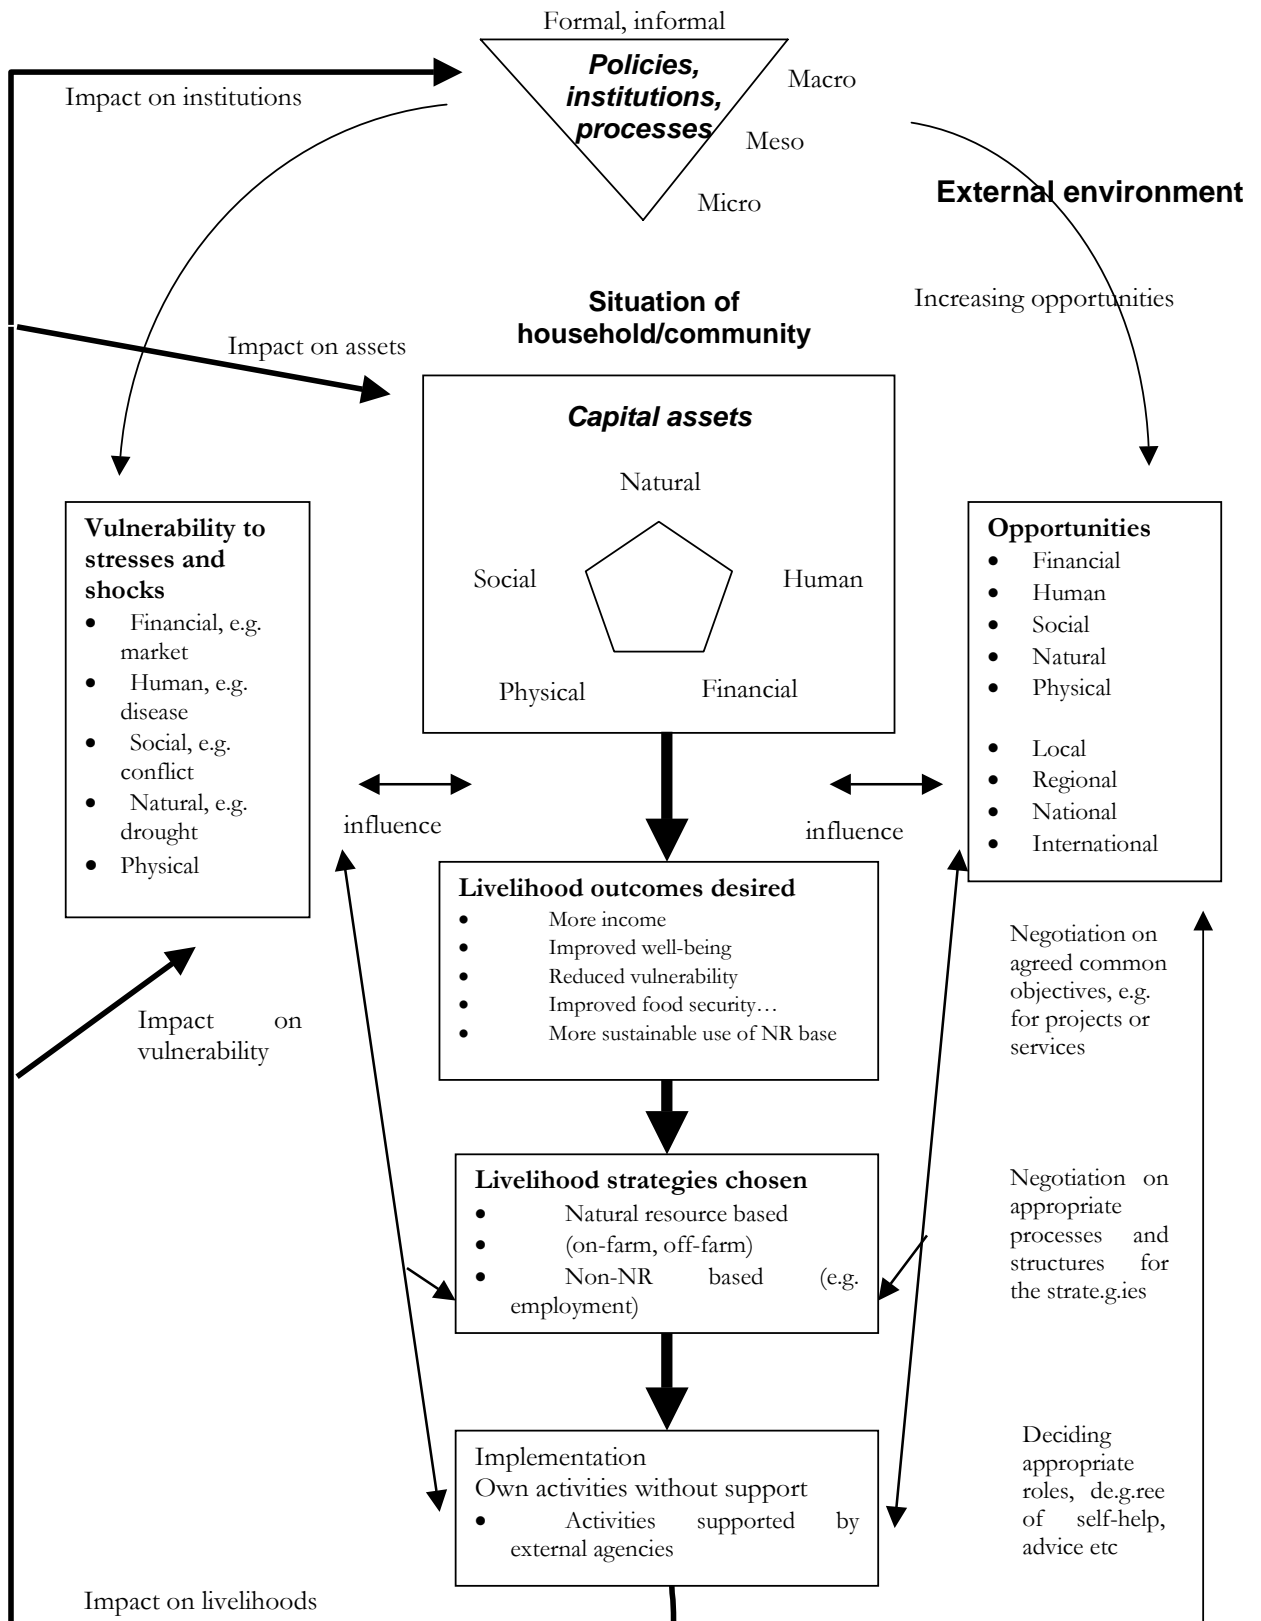 Formal, informal
Policies,
institutions,
processes
Macro
Meso
Micro
Impact on institutions
External environment
Increasing opportunities
Situation of
household/community
Impact on assets
Capital assets
Natural
Social
Human
Physical
Financial
Vulnerability to
stresses and
shocks
• Financial, e.g.
market
• Human, e.g.
disease
• Social, e.g.
conflict
• Natural, e.g.
drought
• Physical
Opportunities
• Financial
• Human
• Social
• Natural
• Physical
• Local
• Regional
• National
• International
influence
influence
Livelihood outcomes desired
• More income
• Improved well-being
• Reduced vulnerability
• Improved food security…
• More sustainable use of NR base
Impact on
vulnerability
Negotiation on
agreed common
objectives, e.g.
for projects or
services
Livelihood strategies chosen
• Natural resource based
• (on-farm, off-farm)
• Non-NR based (e.g.
employment)
Negotiation on
appropriate
processes and
structures for
the strate.g.ies
Implementation
Own activities without support
• Activities supported by
external agencies
Deciding
appropriate
roles, de.g.ree
of self-help,
advice etc
Impact on livelihoods